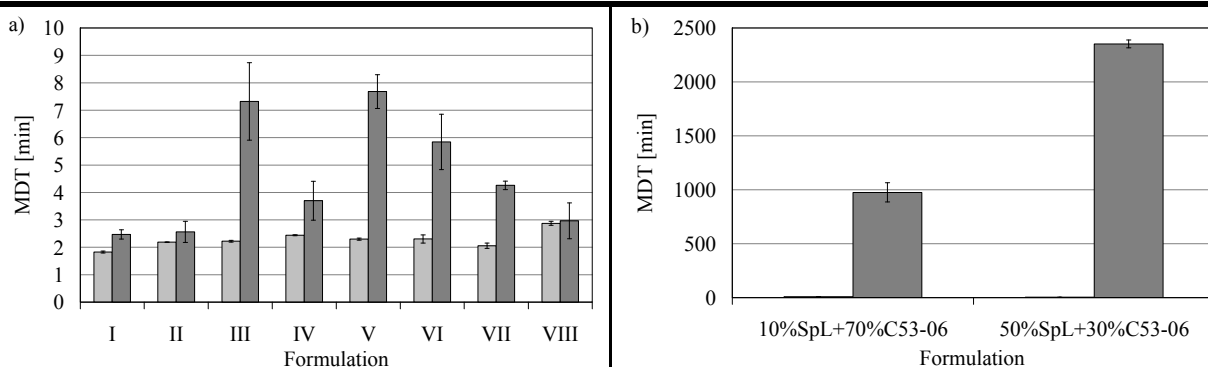 a)
MDT [min]
10
9
8
7
6
5
4
3
2
1
0
I II III IV V VI VII VIII
Formulation
b)
MDT [min]
2500
2000
1500
1000
500
0
10%SpL+70%C53-06 50%SpL+30%C53-06
Formulation